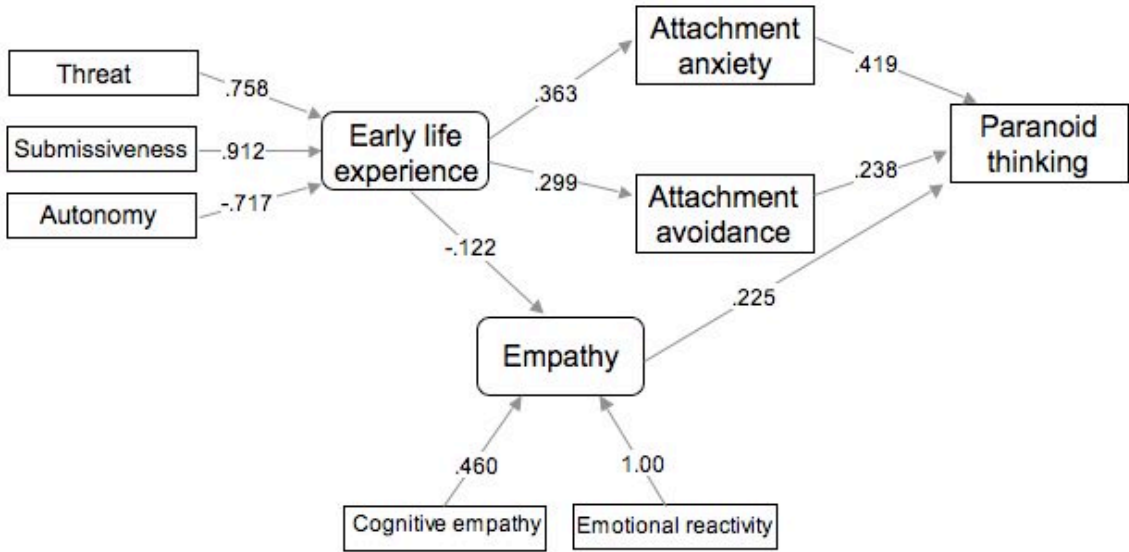 Attachment
anxiety
Threat
.758
.363
.419
Early life
experience
Submissiveness
.912
Paranoid
thinking
.299
.238
Autonomy
-.717
Attachment
avoidance
-.122
.225
Empathy
.460
1.00
Cognitive empathy
Emotional reactivity